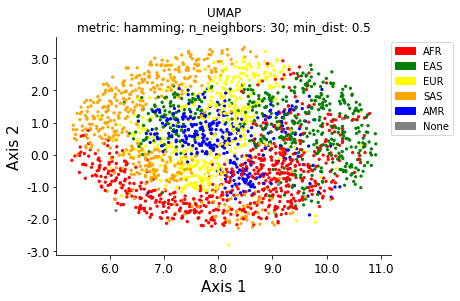 UMAP
metric: hamming; n_neighbors: 30; min_dist: 0.5
AFR
EAS
EUR
SAS
AMR
None
Axis 2
3.0
2.0
1.0
0.0
-1.0
-2.0
-3.0
6.0 7.0 8.0 9.0 10.0 11.0
Axis 1